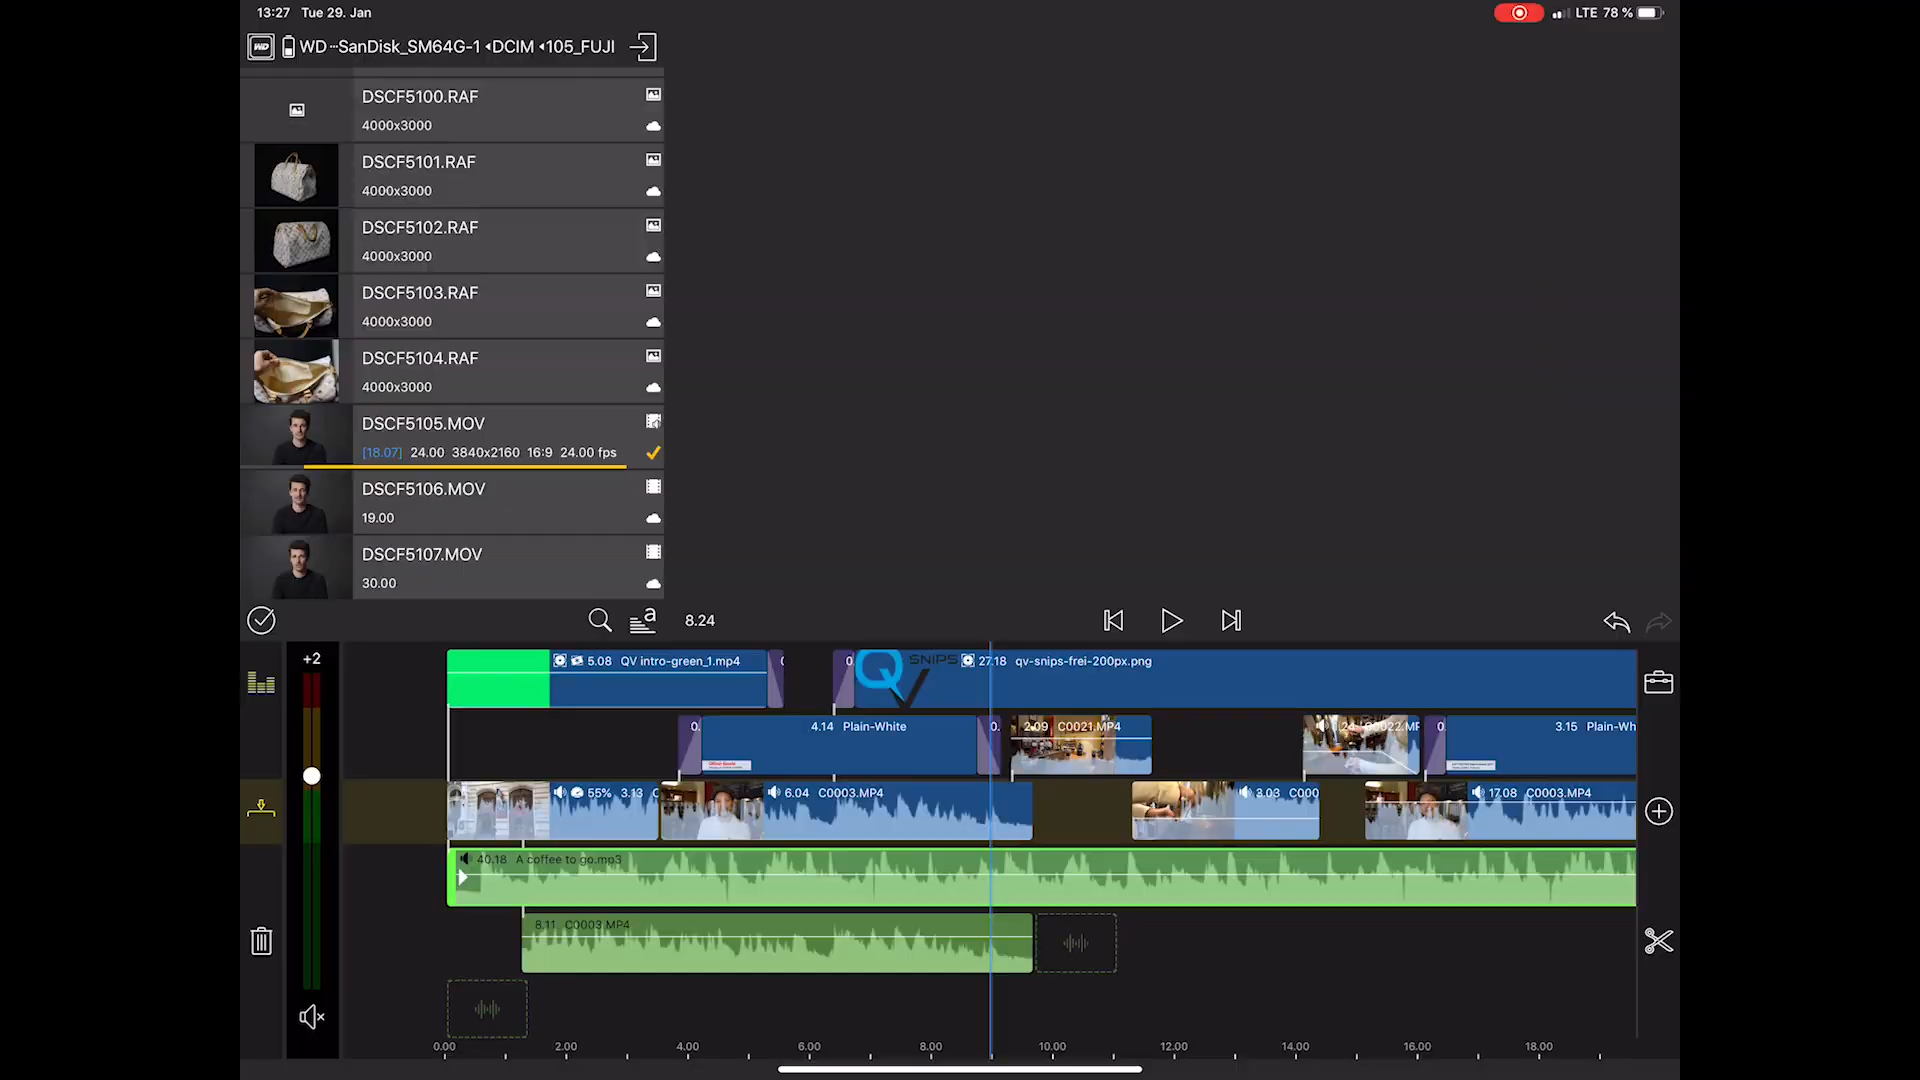 13:27 Tue 29. Jan
LTE 78 %
WD ··SanDisk_SM64G-1 DCIM 105_FUJI
DSCF5100.RAF
4000x3000
DSCF5101.RAF
4000x3000
DSCF5102.RAF
4000x3000
DSCF5103.RAF
4000x3000
DSCF5104.RAF
4000x3000
DSCF5105.MOV
[18.07] 24.00 3840x2160 16:9 24.00 fps
DSCF5106.MOV
19.00
DSCF5107.MOV
30.00
a
8.24
+2
5.08 QV intro-green_1.mp4
0.
QV SNIPS
27.18 qv-snips-frei-200px.png
0.
4.14 Plain-White
0.
2.09 C0021.MP4
0.
3.15 Plain-Wh
55% 3.13 C
6.04 C0003.MP4
3.03 C000
17.08 C0003.MP4
40.18 A coffee to go.mp3
8.11 C0003.MP4
0.00 2.00 4.00 6.00 8.00 10.00 12.00 14.00 16.00 18.00